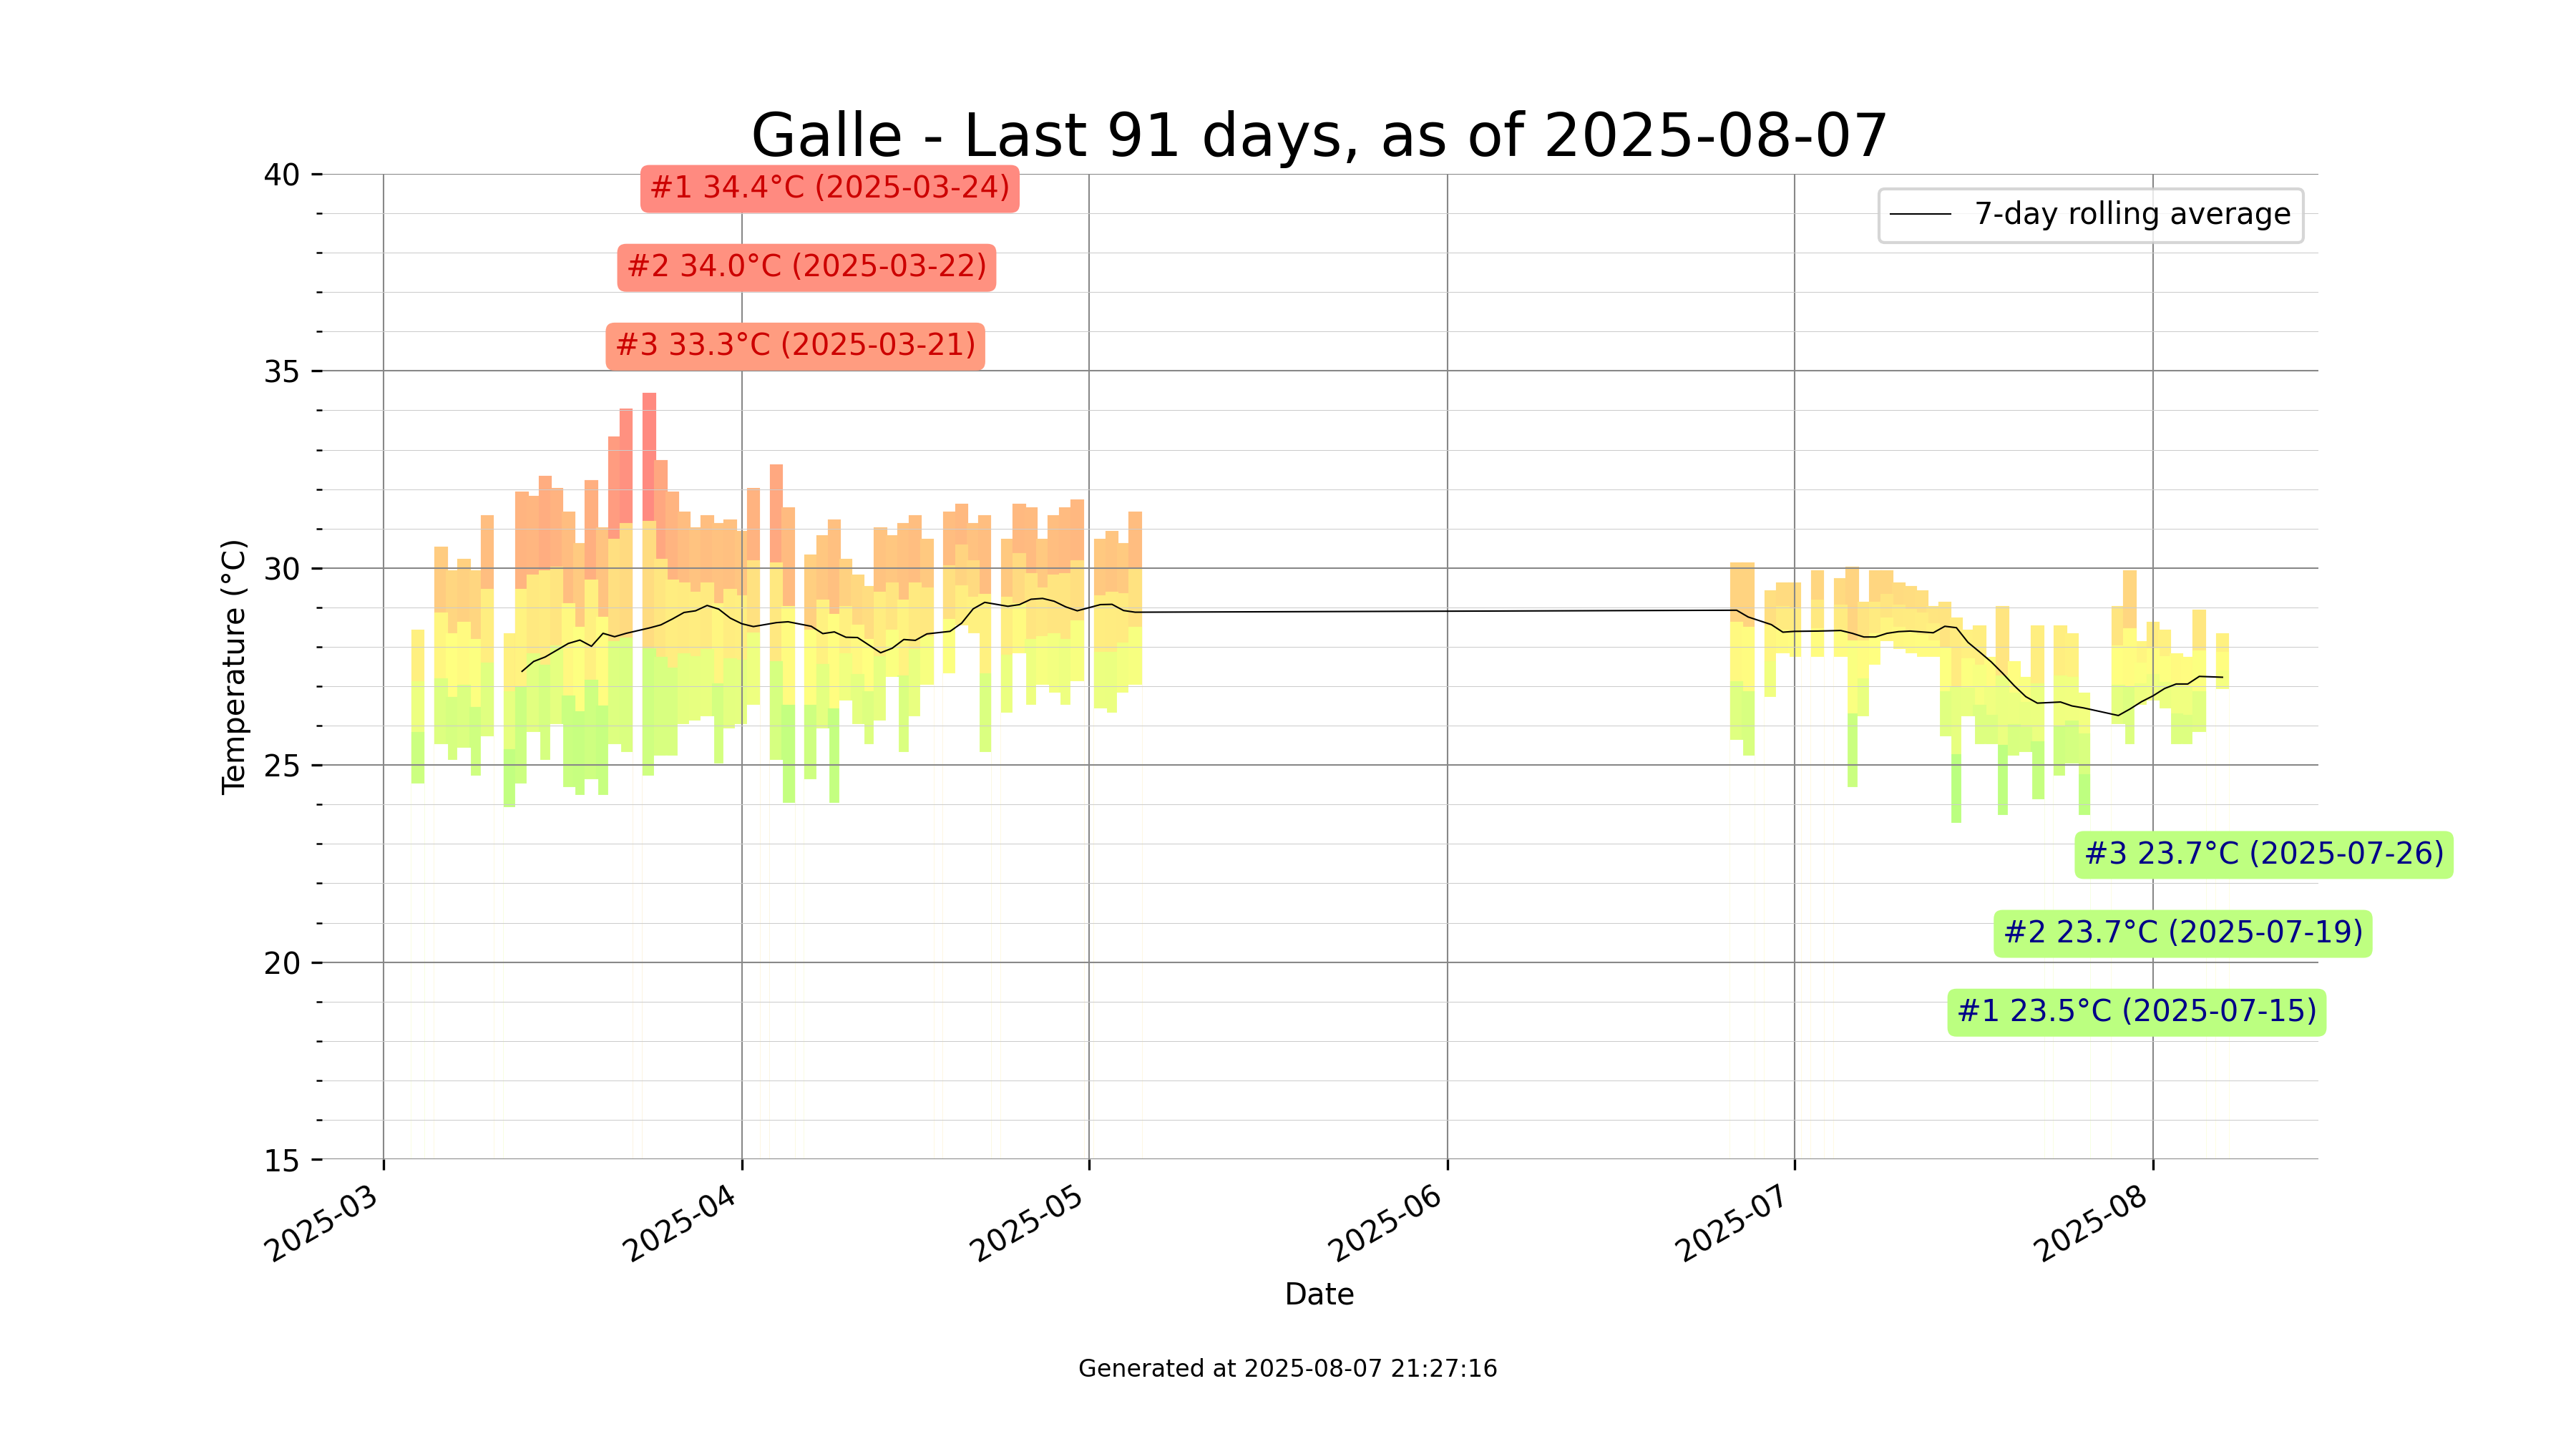 Galle - Last 91 days, as of 2025-08-07
40
#1 34.4°C (2025-03-24)
7-day rolling average
#2 34.0°C (2025-03-22)
#3 33.3°C (2025-03-21)
35
30
25
20
15
Temperature (°C)
#3 23.7°C (2025-07-26)
#2 23.7°C (2025-07-19)
#1 23.5°C (2025-07-15)
2025-03
2025-04
2025-05
2025-06
2025-07
2025-08
Date
Generated at 2025-08-07 21:27:16